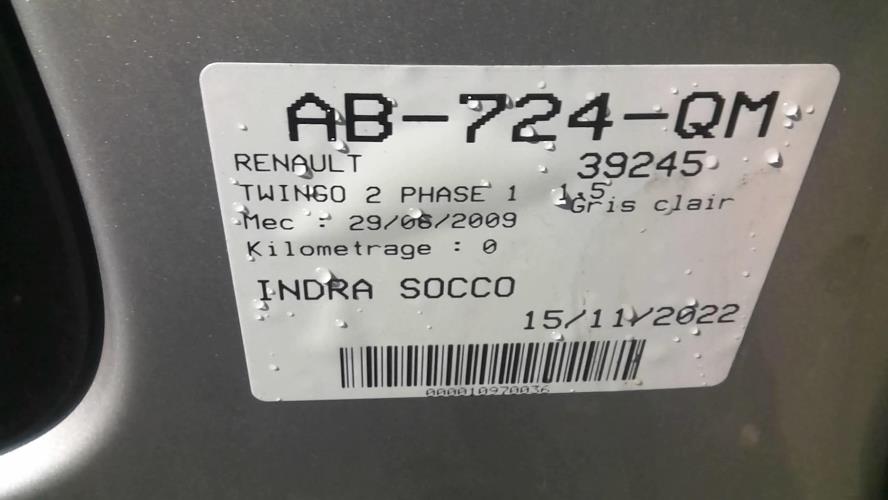 AB-724-QM
RENAULT 39245
TWINGO 2 PHASE 1 1.5
Gris clair
Mec : 29/06/2009
Kilometrage : 0
INDRA SOCCO
15/11/2022
000010970036